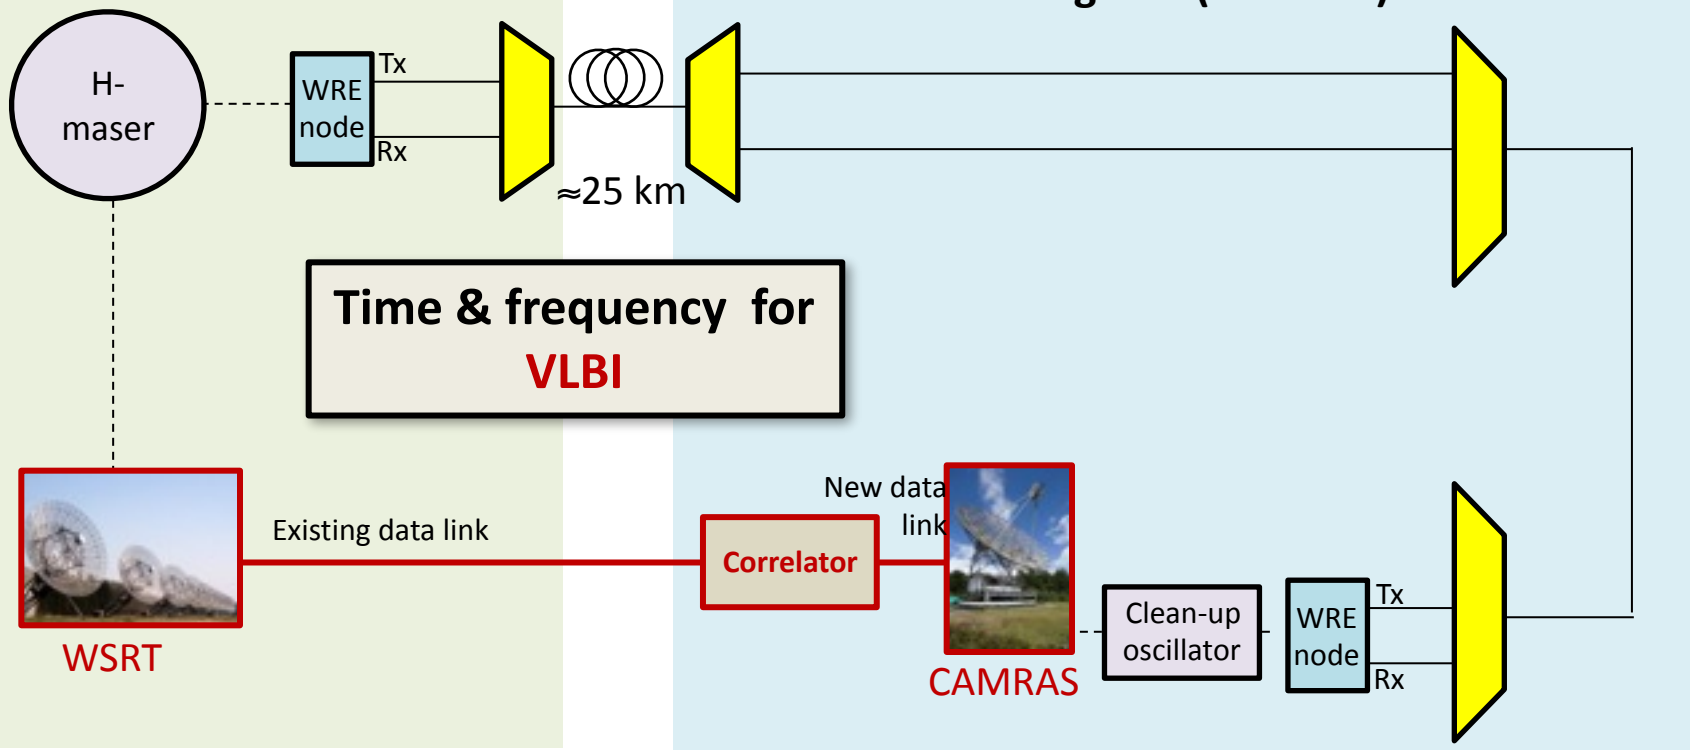 H-
maser
WRE
node
Tx
Rx
≈25 km
Time & frequency for
VLBI
New data
link
Existing data link
Correlator
WSRT
CAMRAS
Clean-up
oscillator
WRE
node
Tx
Rx